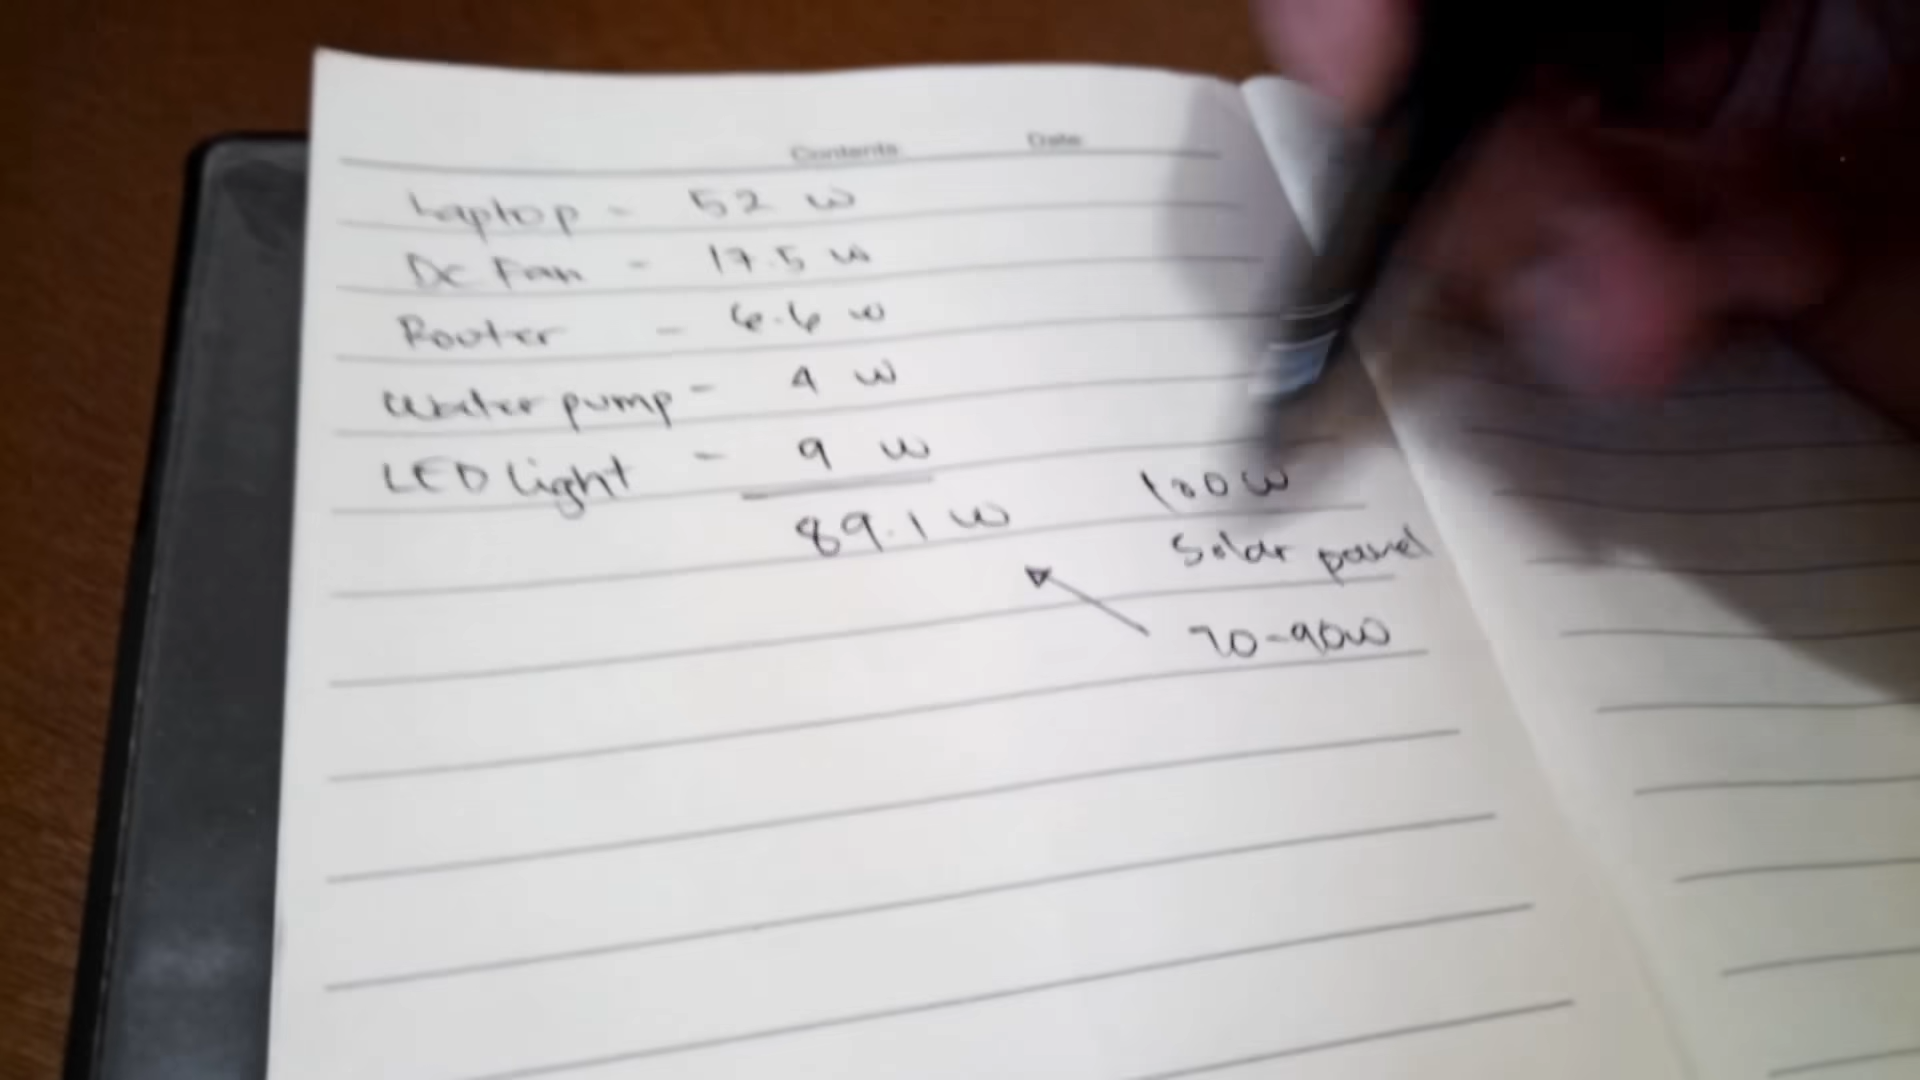 Contents Date
Laptop - 52 W
DC Fan - 17.5 W
Router - 6.6 W
Water pump - 4 W
LED Light - 9 W
89.1 W
100W
Solar panel
70-90W